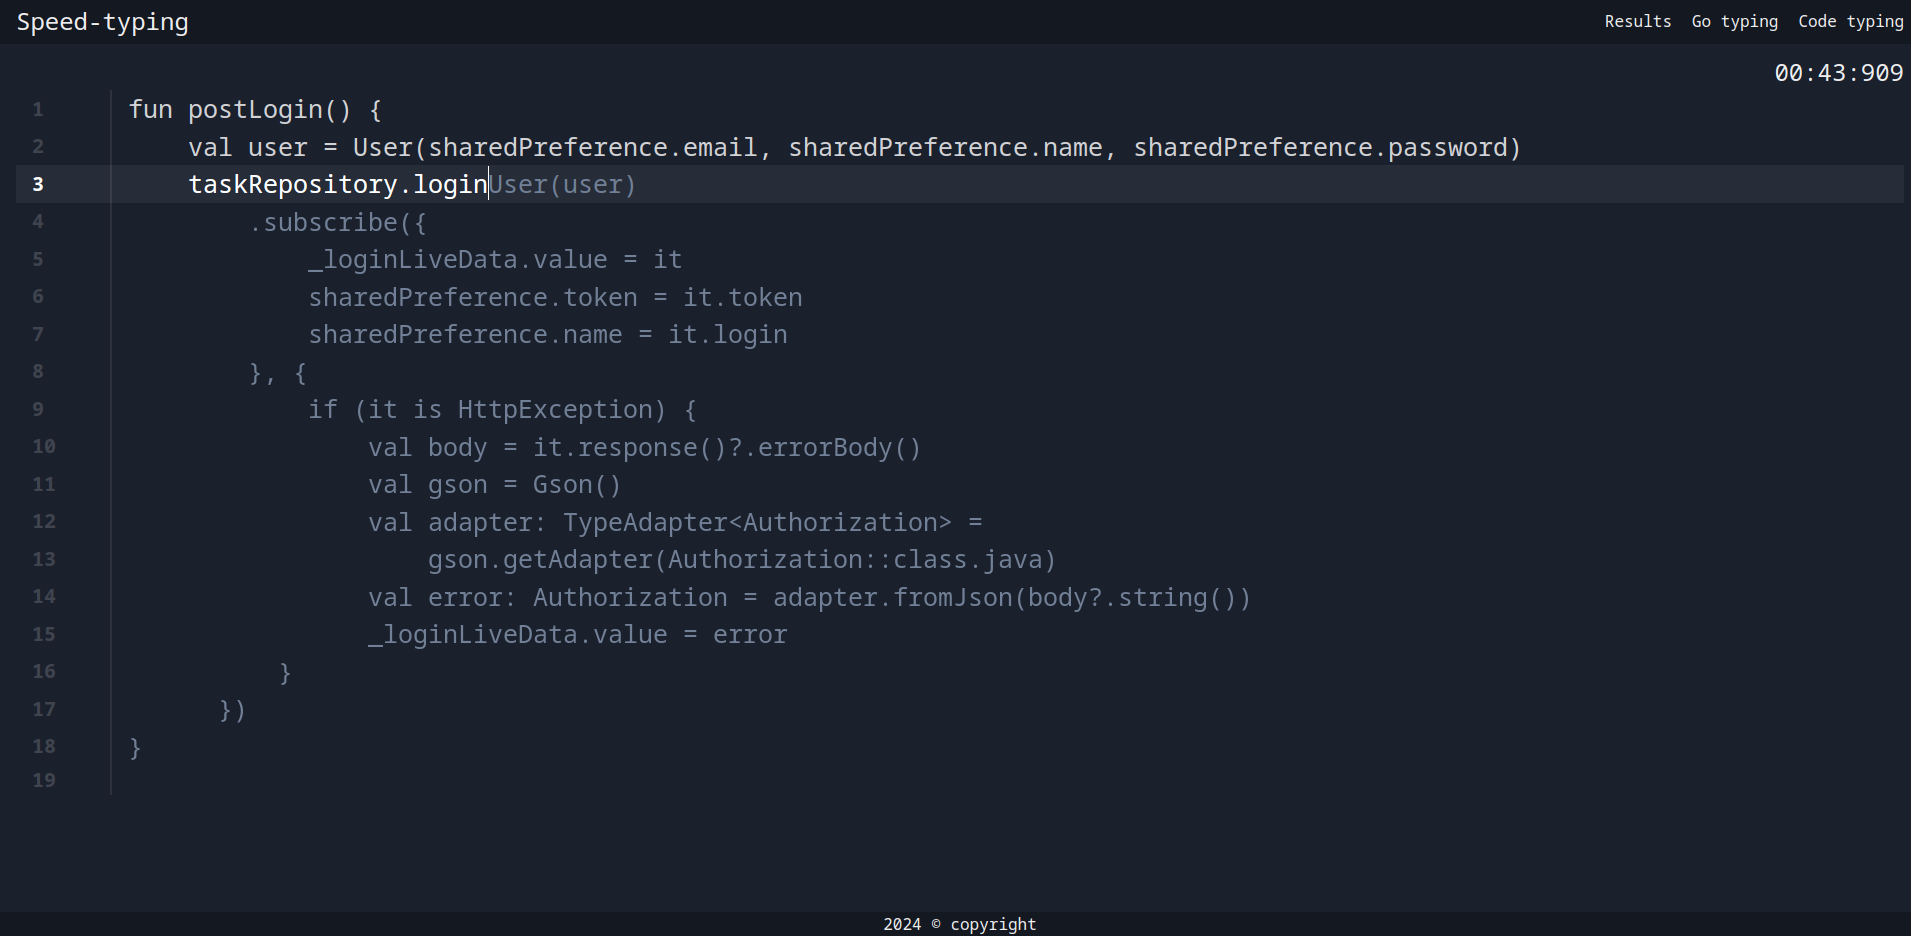 Speed-typing
Results Go typing Code typing
00:43:909
1 fun postLogin() {
2 val user = User(sharedPreference.email, sharedPreference.name, sharedPreference.password)
3 taskRepository.loginUser(user)
4 .subscribe({
5 _loginLiveData.value = it
6 sharedPreference.token = it.token
7 sharedPreference.name = it.login
8 }, {
9 if (it is HttpException) {
10 val body = it.response()?.errorBody()
11 val gson = Gson()
12 val adapter: TypeAdapter<Authorization> =
13 gson.getAdapter(Authorization::class.java)
14 val error: Authorization = adapter.fromJson(body?.string())
15 _loginLiveData.value = error
16 }
17 })
18 }
19
2024 © copyright